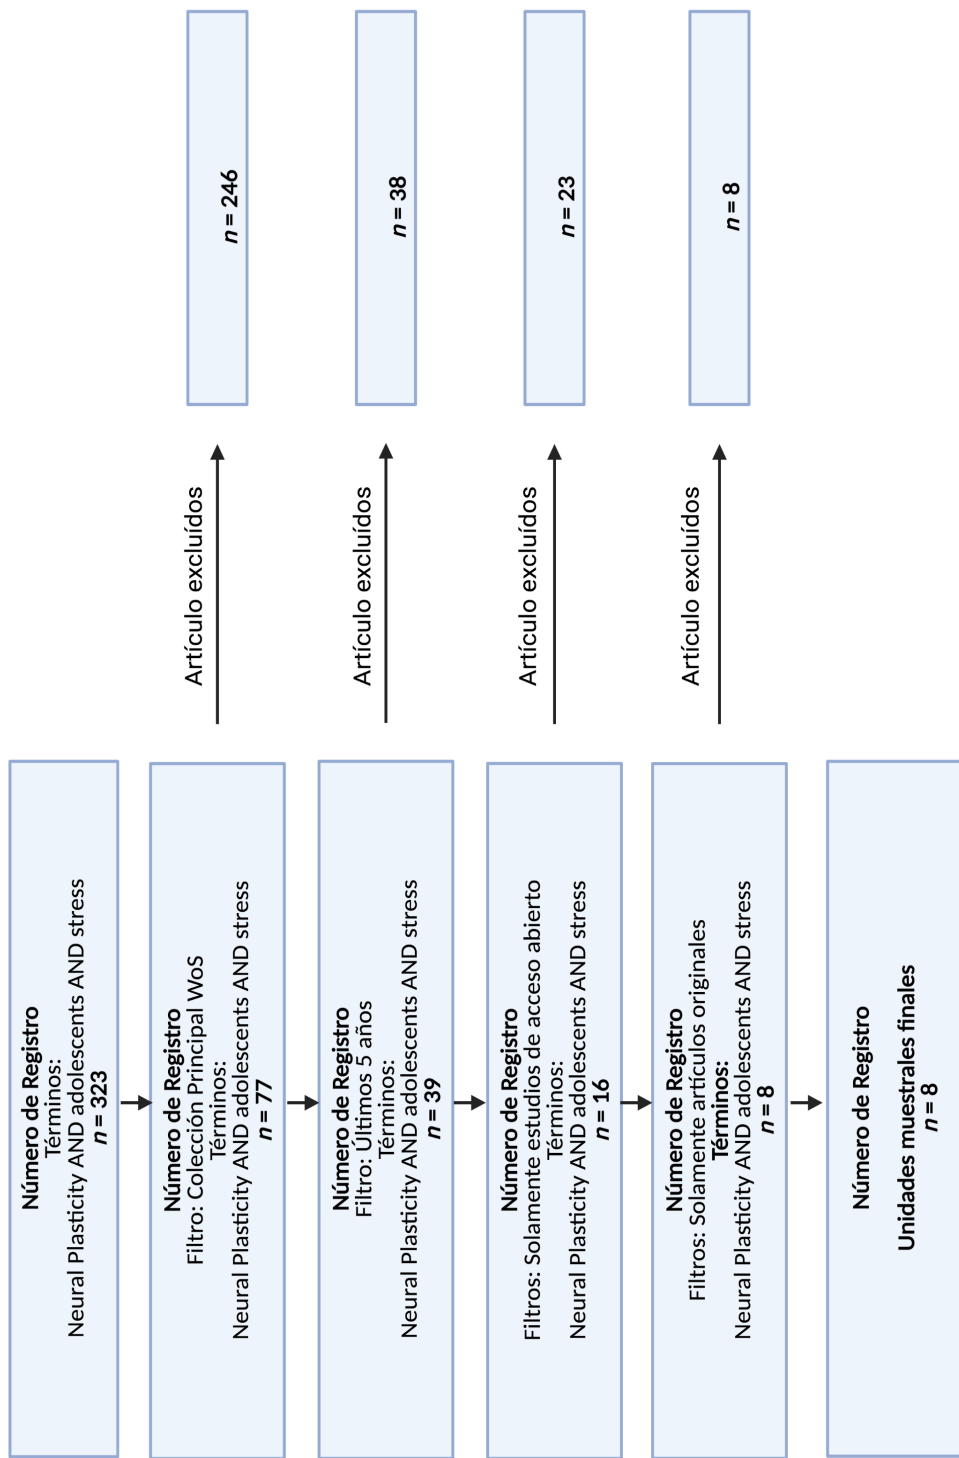 Número de Registro
Términos:
Neural Plasticity AND adolescents AND stress
n = 323
Número de Registro
Filtro: Colección Principal WoS
Términos:
Neural Plasticity AND adolescents AND stress
n = 77
Artículo excluídos
n = 246
Número de Registro
Filtro: Últimos 5 años
Términos:
Neural Plasticity AND adolescents AND stress
n = 39
Artículo excluídos
n = 38
Número de Registro
Filtros: Solamente estudios de acceso abierto
Términos:
Neural Plasticity AND adolescents AND stress
n = 16
Artículo excluídos
n = 23
Número de Registro
Filtros: Solamente artículos originales
Términos:
Neural Plasticity AND adolescents AND stress
n = 8
Artículo excluídos
n = 8
Número de Registro
Unidades muestrales finales
n = 8